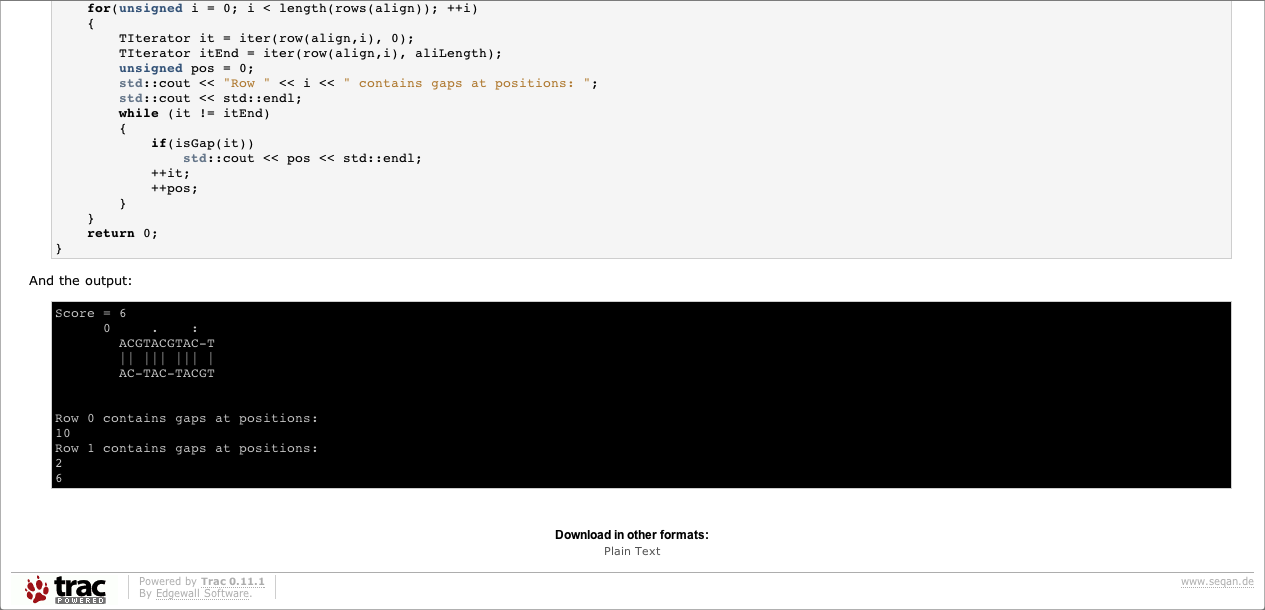 for(unsigned i = 0; i < length(rows(align)); ++i)
{
TIterator it = iter(row(align,i), 0);
TIterator itEnd = iter(row(align,i), aliLength);
unsigned pos = 0;
std::cout << "Row " << i << " contains gaps at positions: ";
std::cout << std::endl;
while (it != itEnd)
{
if(isGap(it))
std::cout << pos << std::endl;
++it;
++pos;
}
}
return 0;
}
And the output:
Score = 6
0     .    :
ACGTACGTAC-T
|| ||| ||| |
AC-TAC-TACGT
Row 0 contains gaps at positions:
10
Row 1 contains gaps at positions:
2
6
Download in other formats:
Plain Text
trac
POWERED
Powered by Trac 0.11.1
By Edgewall Software.
www.seqan.de